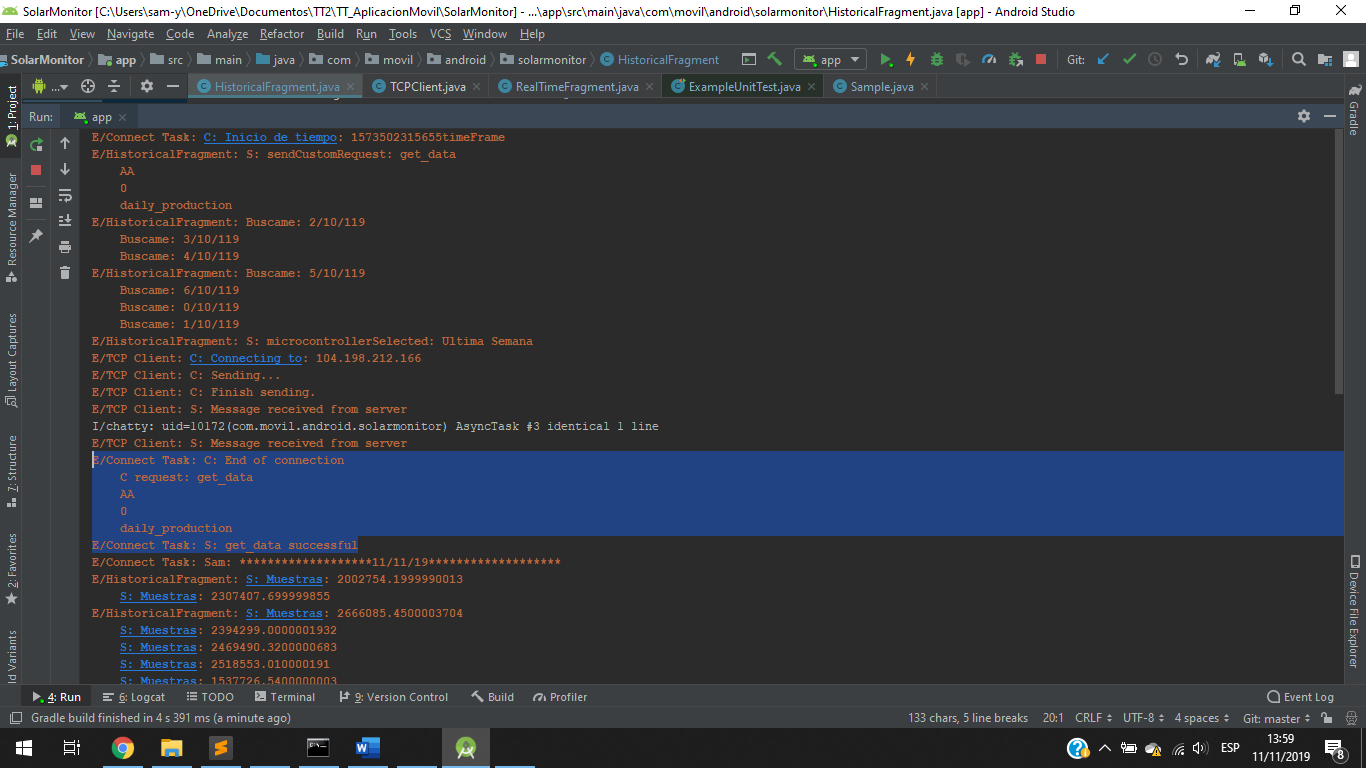 SolarMonitor [C:\Users\sam-y\OneDrive\Documentos\TT2\TT_AplicacionMovil\SolarMonitor] - ...\app\src\main\java\com\movil\android\solarmonitor\HistoricalFragment.java [app] - Android Studio
File Edit View Navigate Code Analyze Refactor Build Run Tools VCS Window Help
SolarMonitor app src main java com movil android solarmonitor HistoricalFragment app Git:
... HistoricalFragment.java TCPClient.java RealTimeFragment.java ExampleUnitTest.java Sample.java
Run: app
E/Connect Task: C: Inicio de tiempo: 1573502315655timeFrame
E/HistoricalFragment: S: sendCustomRequest: get_data
AA
0
daily_production
E/HistoricalFragment: Buscame: 2/10/119
Buscame: 3/10/119
Buscame: 4/10/119
E/HistoricalFragment: Buscame: 5/10/119
Buscame: 6/10/119
Buscame: 0/10/119
Buscame: 1/10/119
E/HistoricalFragment: S: microcontrollerSelected: Ultima Semana
E/TCP Client: C: Connecting to: 104.198.212.166
E/TCP Client: C: Sending...
E/TCP Client: C: Finish sending.
E/TCP Client: S: Message received from server
I/chatty: uid=10172(com.movil.android.solarmonitor) AsyncTask #3 identical 1 line
E/TCP Client: S: Message received from server
E/Connect Task: C: End of connection
C request: get_data
AA
0
daily_production
E/Connect Task: S: get_data successful
E/Connect Task: Sam: *******************11/11/19*******************
E/HistoricalFragment: S: Muestras: 2002754.1999990013
S: Muestras: 2307407.699999855
E/HistoricalFragment: S: Muestras: 2666085.4500003704
S: Muestras: 2394299.0000001932
S: Muestras: 2469490.3200000683
S: Muestras: 2518553.010000191
S: Muestras: 1537726.5400000003
1: Project
Resource Manager
Layout Captures
7: Structure
2: Favorites
ld Variants
Gradle
Device File Explorer
4: Run 6: Logcat TODO Terminal 9: Version Control Build Profiler Event Log
Gradle build finished in 4 s 391 ms (a minute ago) 133 chars, 5 line breaks 20:1 CRLF UTF-8 4 spaces Git: master
ESP 13:59 11/11/2019 8